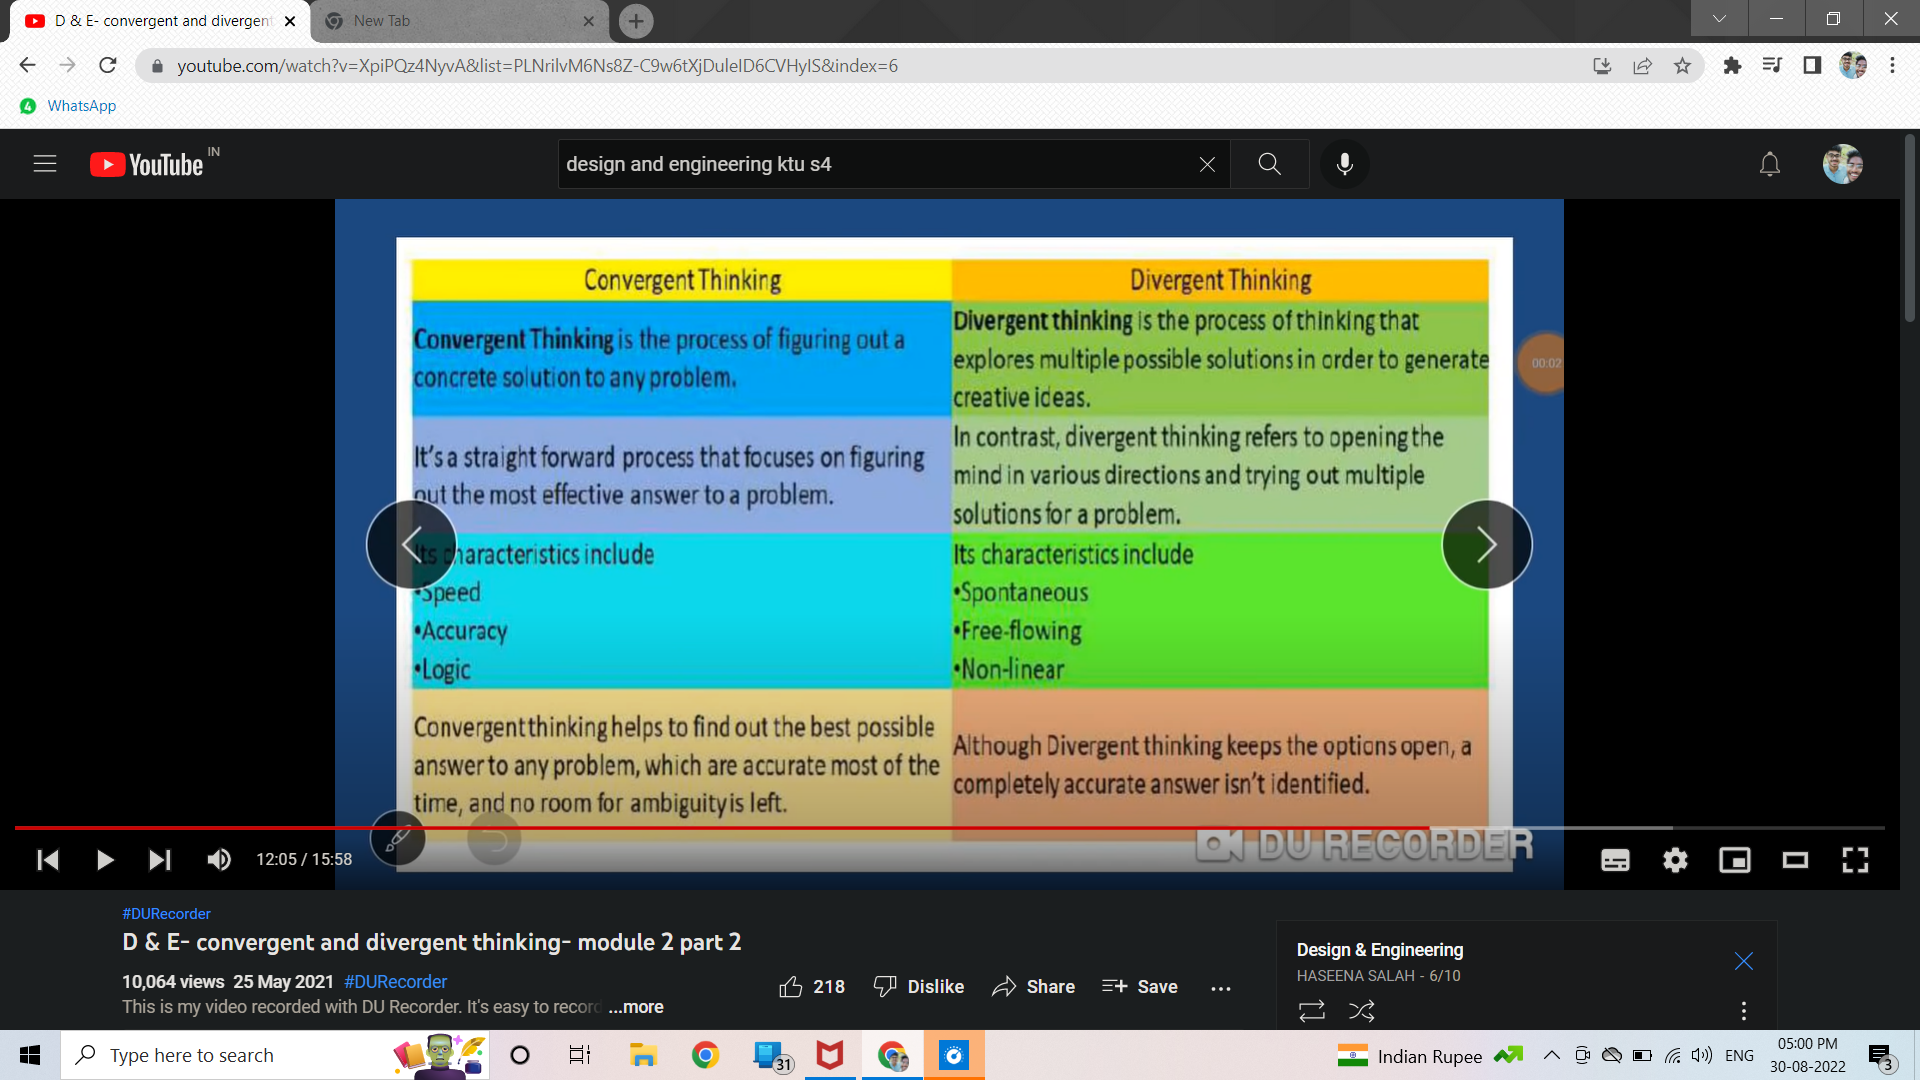 D & E- convergent and divergent
New Tab
youtube.com/watch?v=XpiPQz4NyvA&list=PLNrilvM6Ns8Z-C9w6tXjDuleID6CVHyIS&index=6
4
WhatsApp
YouTube IN
design and engineering ktu s4
Convergent Thinking
Divergent Thinking
Convergent Thinking is the process of figuring out a
concrete solution to any problem.
Divergent thinking is the process of thinking that
explores multiple possible solutions in order to generate
creative ideas.
00:02
It's a straight forward process that focuses on figuring
out the most effective answer to a problem.
In contrast, divergent thinking refers to opening the
mind in various directions and trying out multiple
solutions for a problem.
Its characteristics include
•Speed
•Accuracy
•Logic
Its characteristics include
•Spontaneous
•Free-flowing
•Non-linear
Convergent thinking helps to find out the best possible
answer to any problem, which are accurate most of the
time, and no room for ambiguity is left.
Although Divergent thinking keeps the options open, a
completely accurate answer isn't identified.
DU RECORDER
12:05 / 15:58
#DURecorder
D & E- convergent and divergent thinking- module 2 part 2
10,064 views 25 May 2021 #DURecorder
This is my video recorded with DU Recorder. It's easy to record ...more
218
Dislike
Share
Save
Design & Engineering
HASEENA SALAH - 6/10
Type here to search
31
Indian Rupee
ENG
05:00 PM
30-08-2022
3